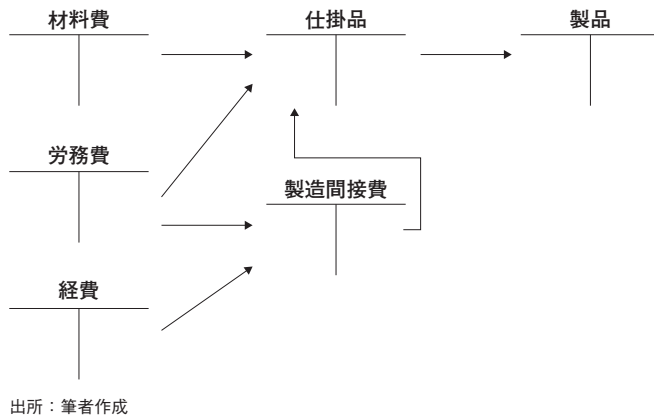 材料費
仕掛品
製品
労務費
製造間接費
経費
出所：筆者作成